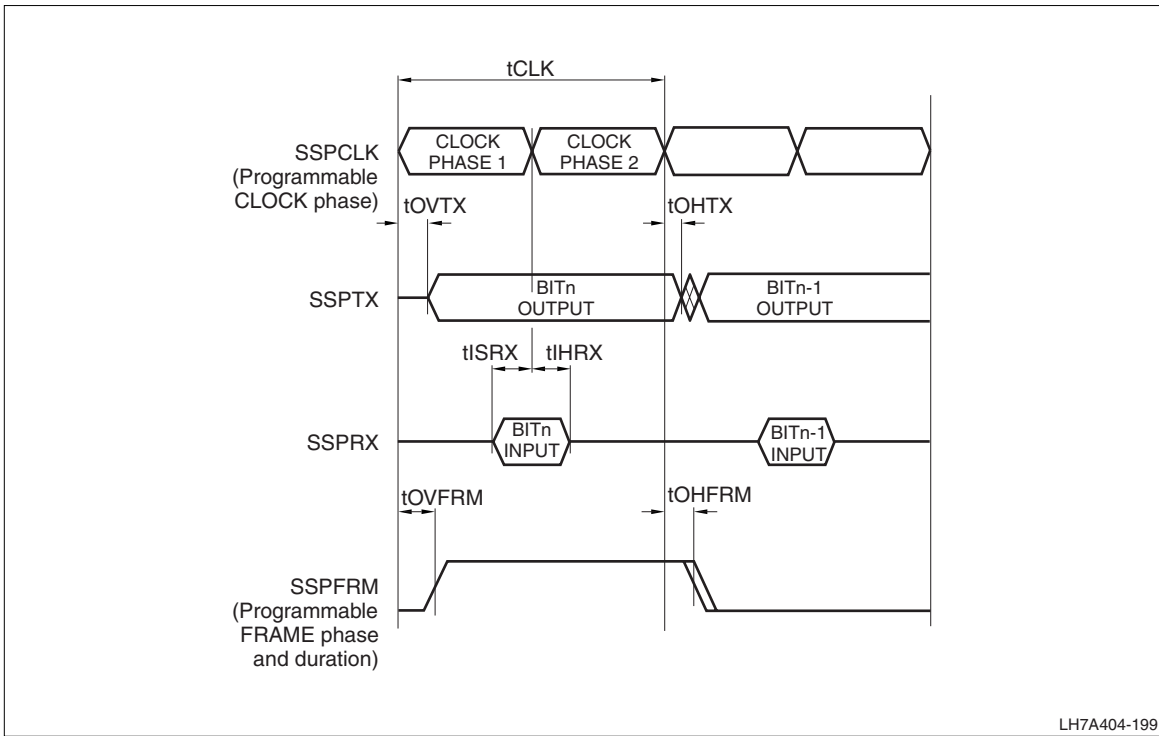 tCLK
SSPCLK
(Programmable
CLOCK phase)
CLOCK
PHASE 1
CLOCK
PHASE 2
tOVTX
tOHTX
SSPTX
BITn
OUTPUT
BITn-1
OUTPUT
tISRX
tIHRX
SSPRX
BITn
INPUT
BITn-1
INPUT
tOVFRM
tOHFRM
SSPFRM
(Programmable
FRAME phase
and duration)
LH7A404-199